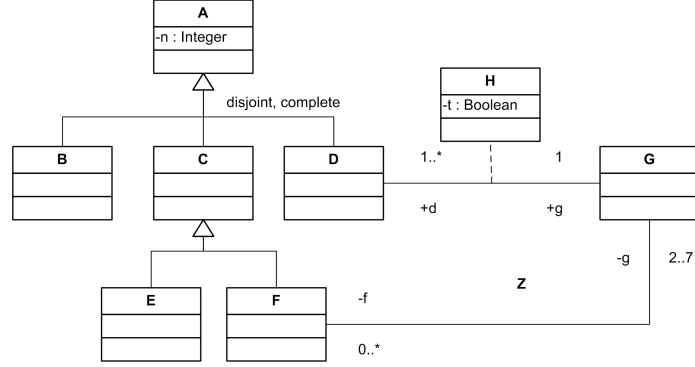 A
-n : Integer
H
disjoint, complete
-t : Boolean
B
C
D
1..*
1
G
+d
+g
-g
2..7
Z
E
F
-f
0..*